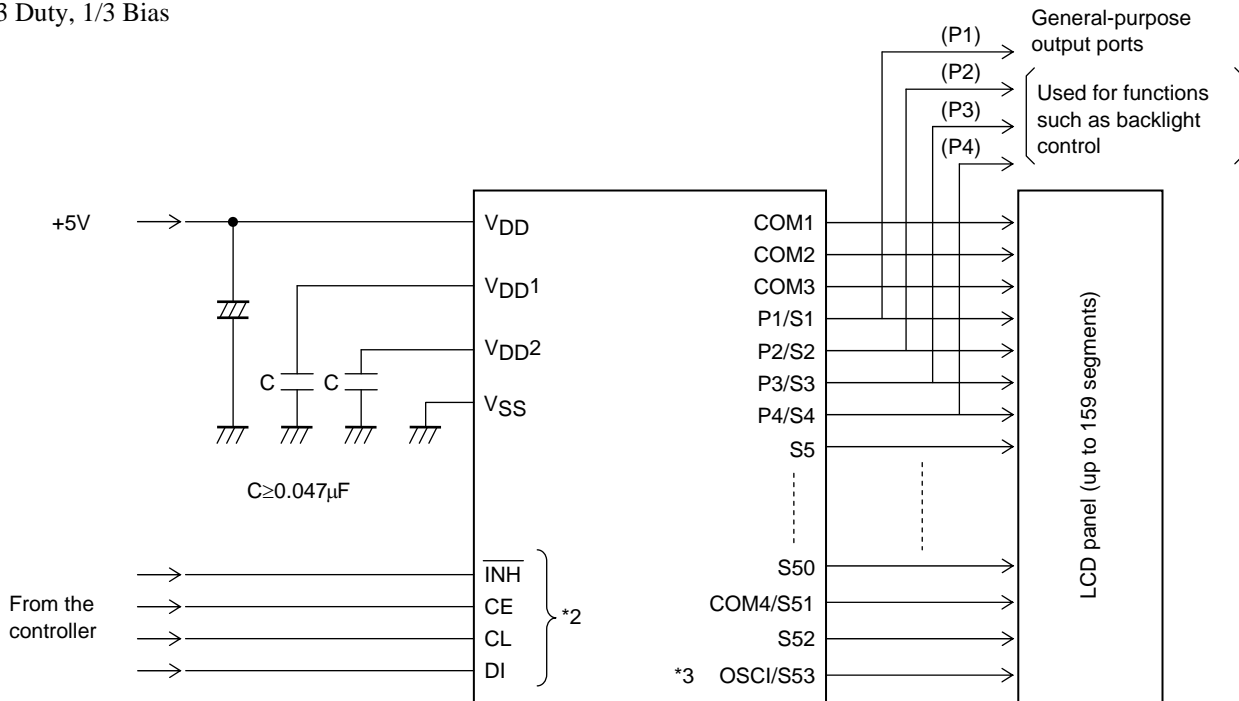 3 Duty, 1/3 Bias
General-purpose
output ports
(P1)
(P2)
(P3)
(P4)
Used for functions
such as backlight
control
+5V
VDD
VDD1
VDD2
VSS
C
C
C≥0.047μF
COM1
COM2
COM3
P1/S1
P2/S2
P3/S3
P4/S4
S5
S50
COM4/S51
S52
*3 OSCI/S53
LCD panel (up to 159 segments)
From the
controller
INH
CE
CL
DI
*2